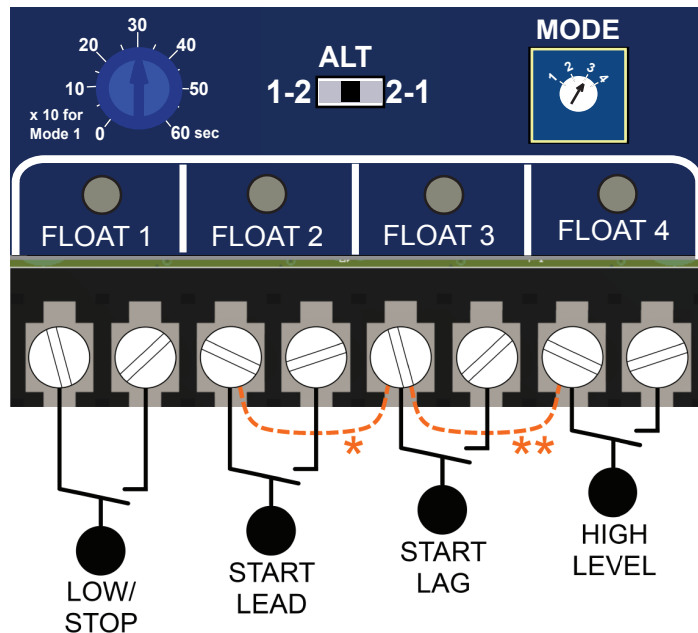 30
20
40
10
50
x 10 for
Mode 1
0
60 sec
ALT
1-2
2-1
MODE
1
2
3
4
FLOAT 1
FLOAT 2
FLOAT 3
FLOAT 4
*
**
LOW/
STOP
START
LEAD
START
LAG
HIGH
LEVEL